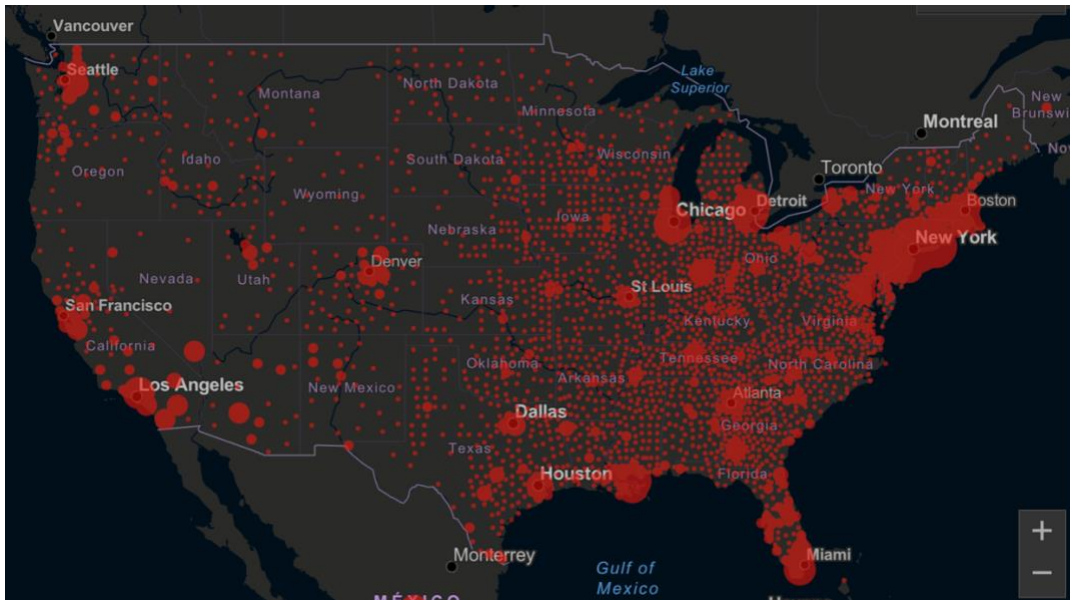 Vancouver
Seattle
Lake
Superior
Montana
North Dakota
Minnesota
New
Brunswi
Montreal
Oregon
Idaho
South Dakota
Wisconsin
Toronto
No
Wyoming
New York
Boston
Detroit
Chicago
Iowa
Nebraska
New York
Denver
Ohio
Nevada
Utah
St Louis
San Francisco
Kansas
Kentucky
Virginia
California
Oklahoma
Tennessee
North Carolina
Los Angeles
New Mexico
Arkansas
Atlanta
Dallas
Georgia
Texas
Houston
Florida
+
Monterrey
Miami
Gulf of
Mexico
−
MÉXICO
Havana